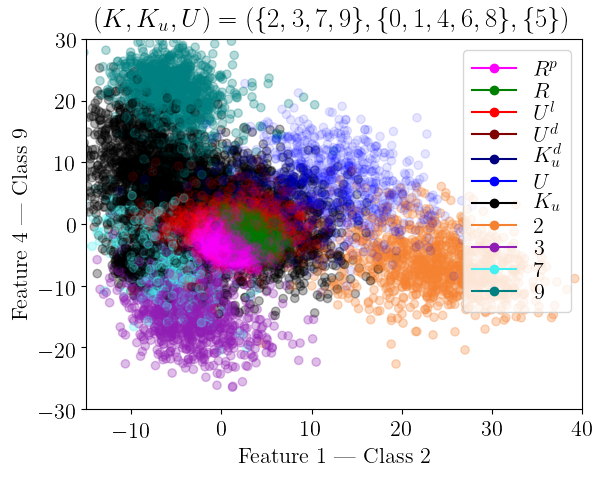 (K, K_u, U) = ({2, 3, 7, 9}, {0, 1, 4, 6, 8}, {5})
30
20
10
0
−10
−20
−30
Feature 4 — Class 9
R^p
R
U^l
U^d
K_u^d
U
K_u
2
3
7
9
−10
0
10
20
30
40
Feature 1 — Class 2